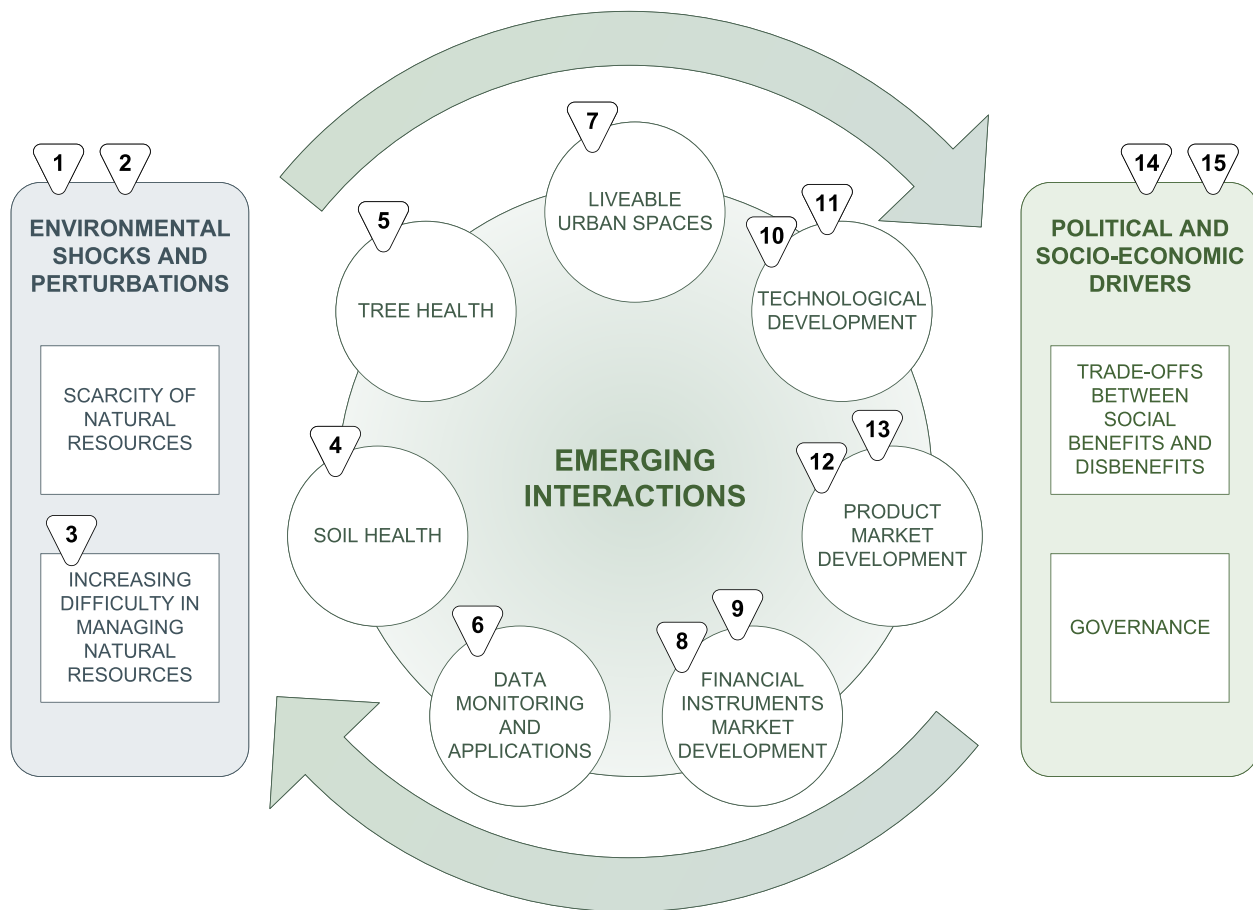 1
2
ENVIRONMENTAL
SHOCKS AND
PERTURBATIONS
SCARCITY OF
NATURAL
RESOURCES
3
INCREASING
DIFFICULTY IN
MANAGING
NATURAL
RESOURCES
7
LIVEABLE
URBAN SPACES
5
TREE HEALTH
10
11
TECHNOLOGICAL
DEVELOPMENT
4
SOIL HEALTH
EMERGING
INTERACTIONS
12
13
PRODUCT
MARKET
DEVELOPMENT
6
DATA
MONITORING
AND
APPLICATIONS
8
9
FINANCIAL
INSTRUMENTS
MARKET
DEVELOPMENT
14
15
POLITICAL AND
SOCIO-ECONOMIC
DRIVERS
TRADE-OFFS
BETWEEN
SOCIAL
BENEFITS AND
DISBENEFITS
GOVERNANCE